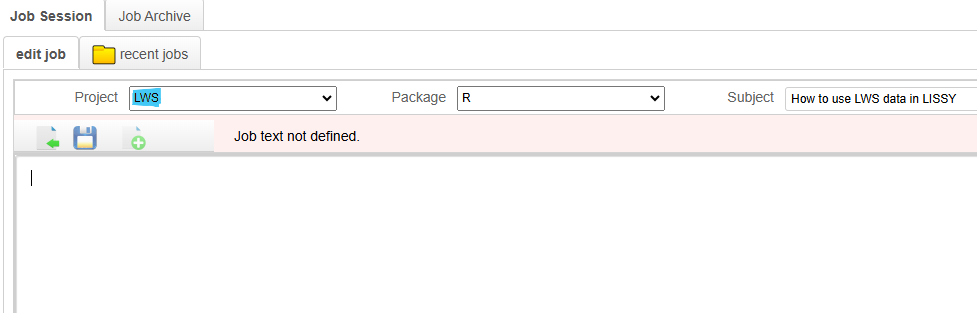 Job Session Job Archive
edit job recent jobs
Project LWS Package R Subject How to use LWS data in LISSY
Job text not defined.